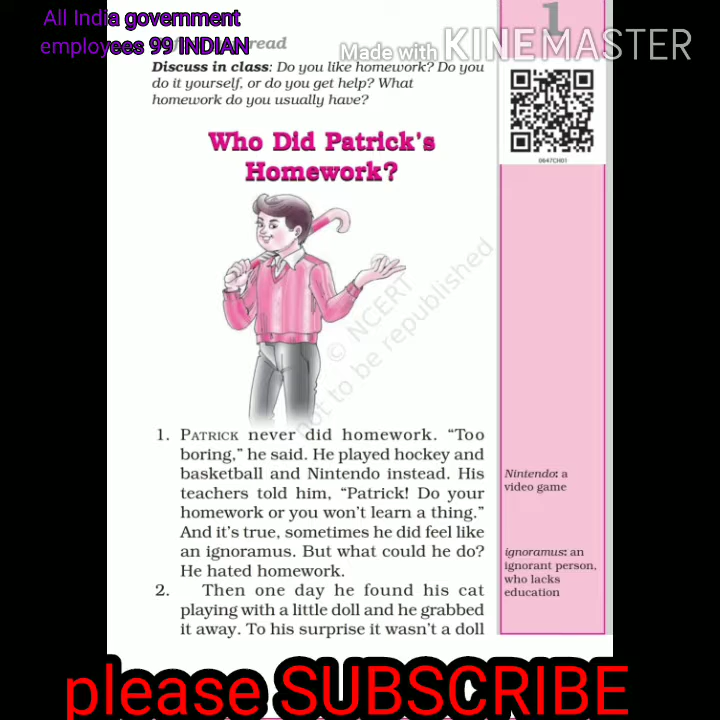 All India government
employees 99 INDIAN
read
Made with KINEMASTER
1
Discuss in class: Do you like homework? Do you
do it yourself, or do you get help? What
homework do you usually have?
0647CH01
Who Did Patrick's
Homework?
© NCERT
not to be republished
1. PATRICK never did homework. “Too
boring,” he said. He played hockey and
basketball and Nintendo instead. His
teachers told him, “Patrick! Do your
homework or you won't learn a thing.”
And it's true, sometimes he did feel like
an ignoramus. But what could he do?
He hated homework.
2. Then one day he found his cat
playing with a little doll and he grabbed
it away. To his surprise it wasn't a doll
Nintendo: a
video game
ignoramus: an
ignorant person,
who lacks
education
please SUBSCRIBE